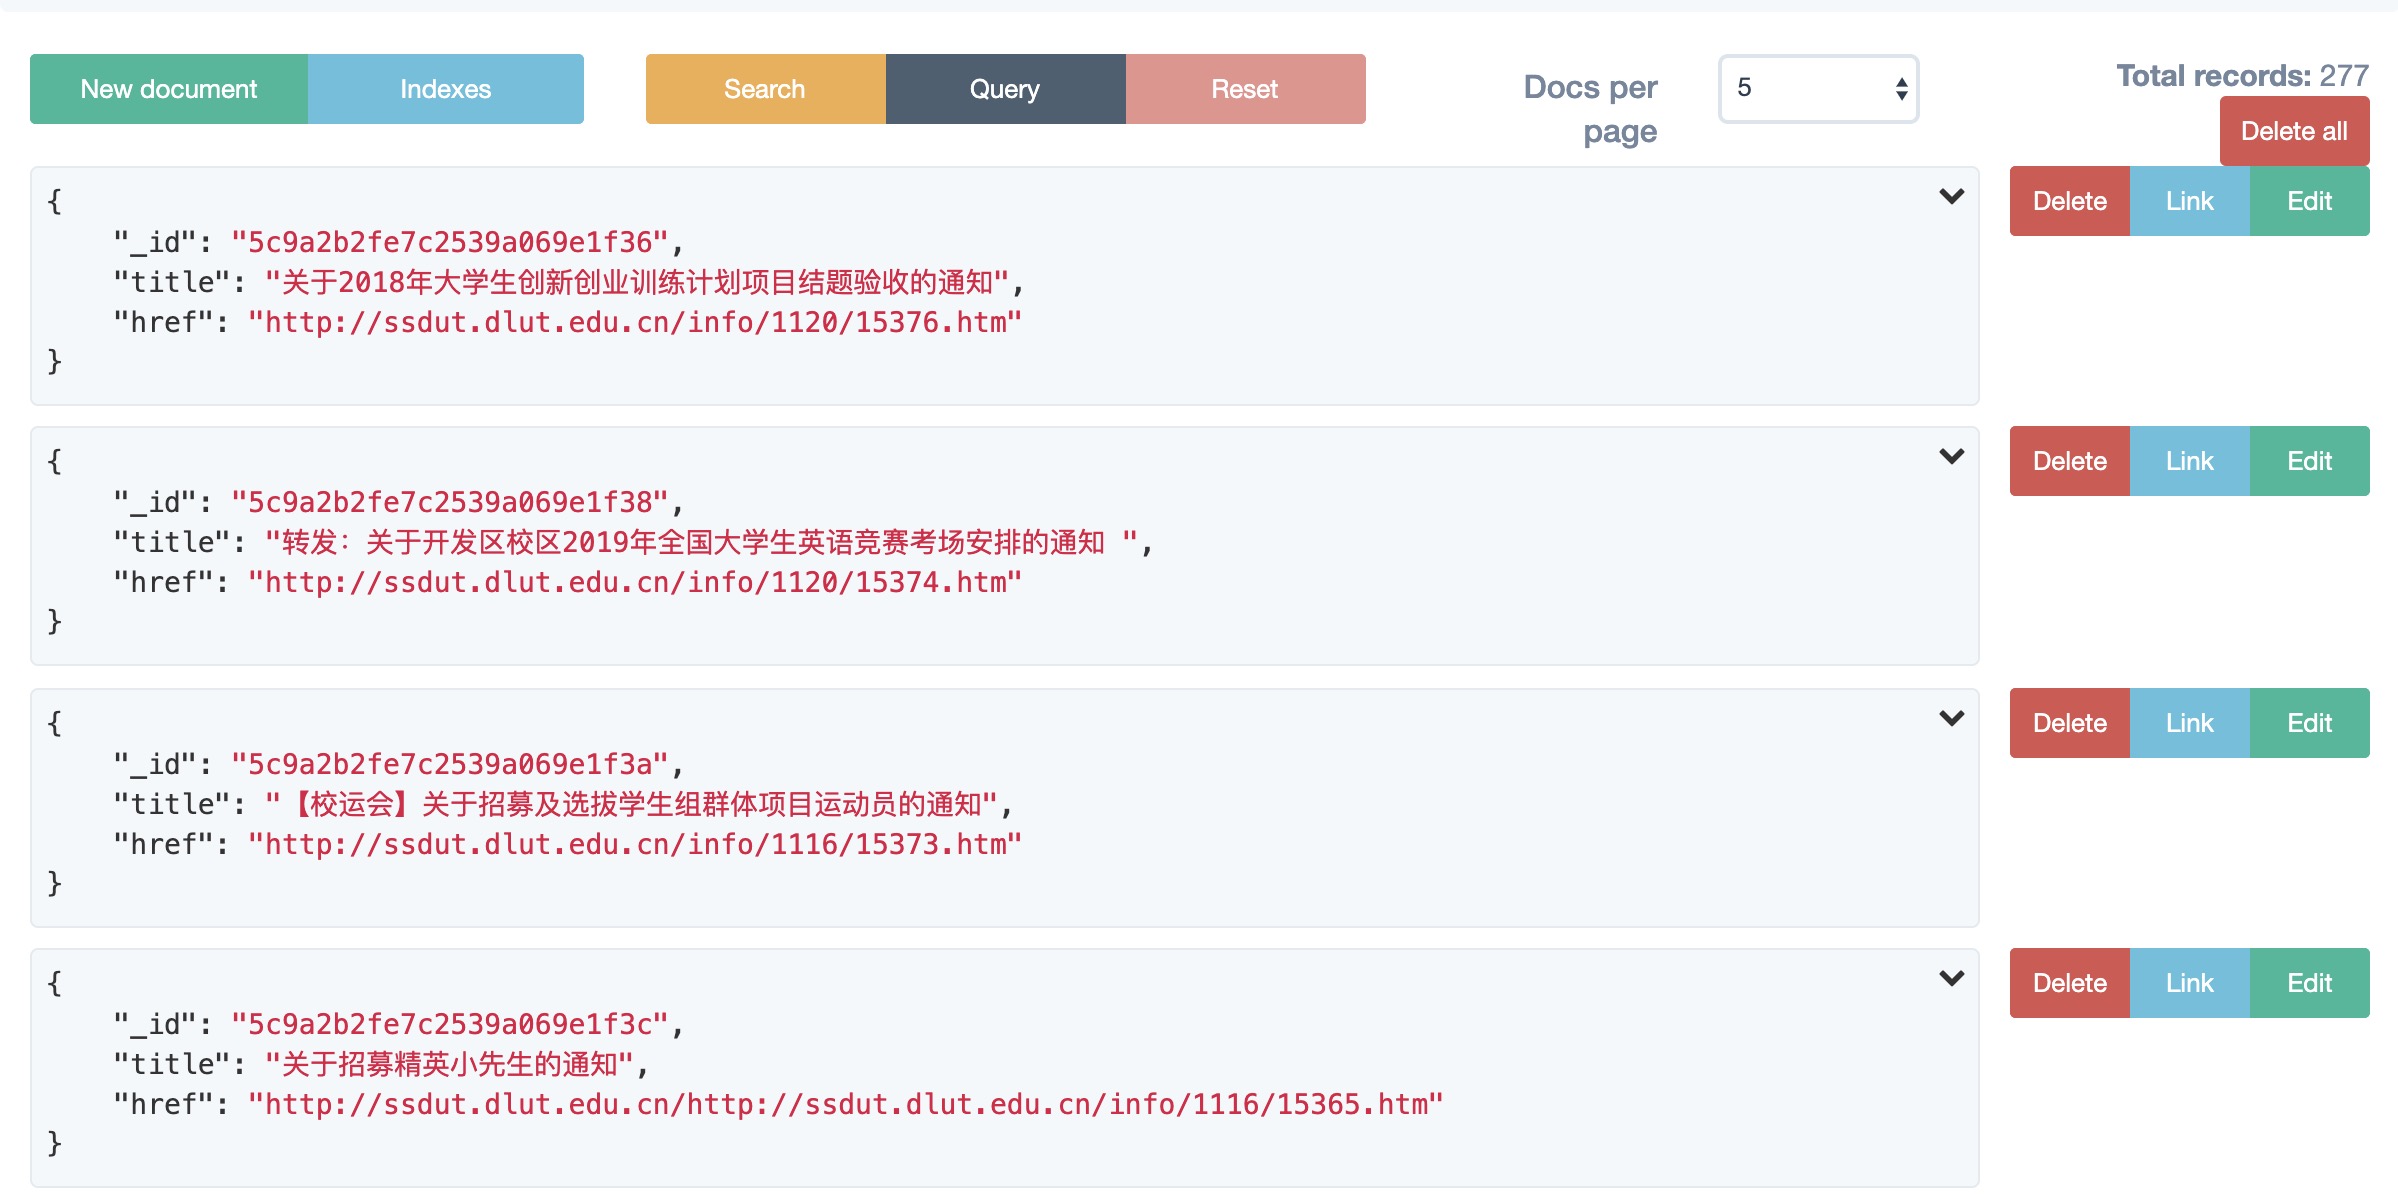 New document Indexes Search Query Reset Docs per page 5 Total records: 277
Delete all
{
"_id": "5c9a2b2fe7c2539a069e1f36",
"title": "关于2018年大学生创新创业训练计划项目结题验收的通知",
"href": "http://ssdut.dlut.edu.cn/info/1120/15376.htm"
}
Delete Link Edit
{
"_id": "5c9a2b2fe7c2539a069e1f38",
"title": "转发：关于开发区校区2019年全国大学生英语竞赛考场安排的通知 ",
"href": "http://ssdut.dlut.edu.cn/info/1120/15374.htm"
}
Delete Link Edit
{
"_id": "5c9a2b2fe7c2539a069e1f3a",
"title": "【校运会】关于招募及选拔学生组群体项目运动员的通知",
"href": "http://ssdut.dlut.edu.cn/info/1116/15373.htm"
}
Delete Link Edit
{
"_id": "5c9a2b2fe7c2539a069e1f3c",
"title": "关于招募精英小先生的通知",
"href": "http://ssdut.dlut.edu.cn/http://ssdut.dlut.edu.cn/info/1116/15365.htm"
}
Delete Link Edit